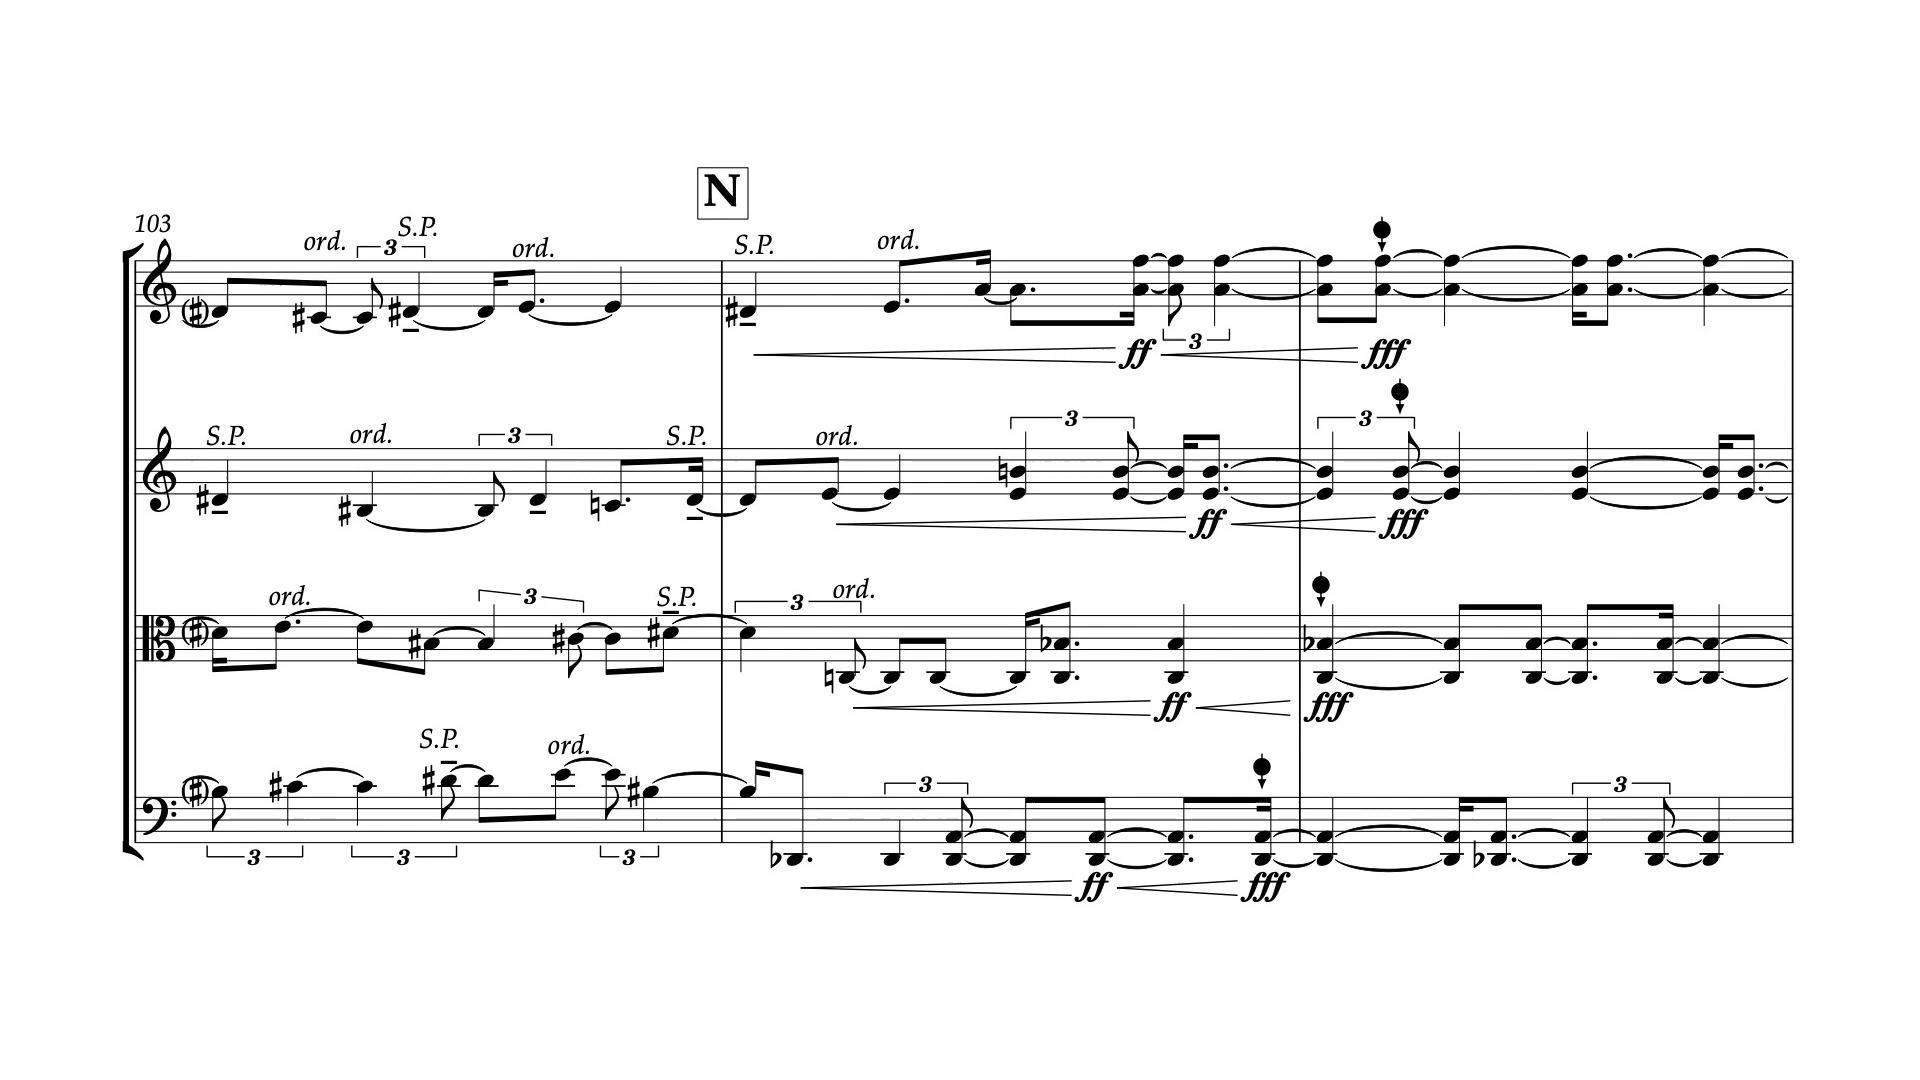 N
103 ord. 3 S.P. ord. S.P. ord.
ff 3 fff
S.P. ord. 3 S.P. ord. 3 3
ff fff
ord. 3 S.P. 3 ord.
ff fff
S.P. ord. 3 3
3 3 3
ff fff